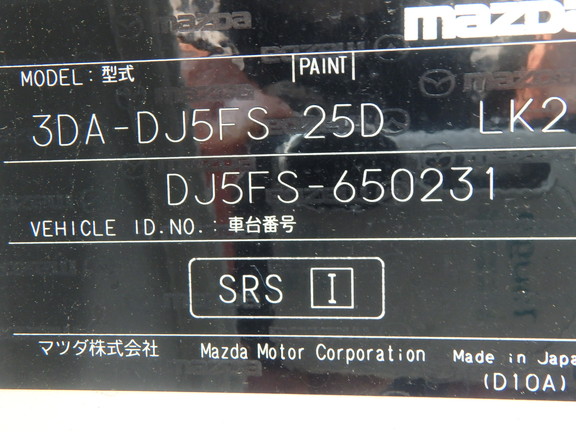 mazda
MODEL: 型式 |PAINT|
3DA-DJ5FS 25D LK2
DJ5FS-650231
VEHICLE ID.NO.: 車台番号
SRS I
マツダ株式会社 Mazda Motor Corporation Made in Japa
(D10A)